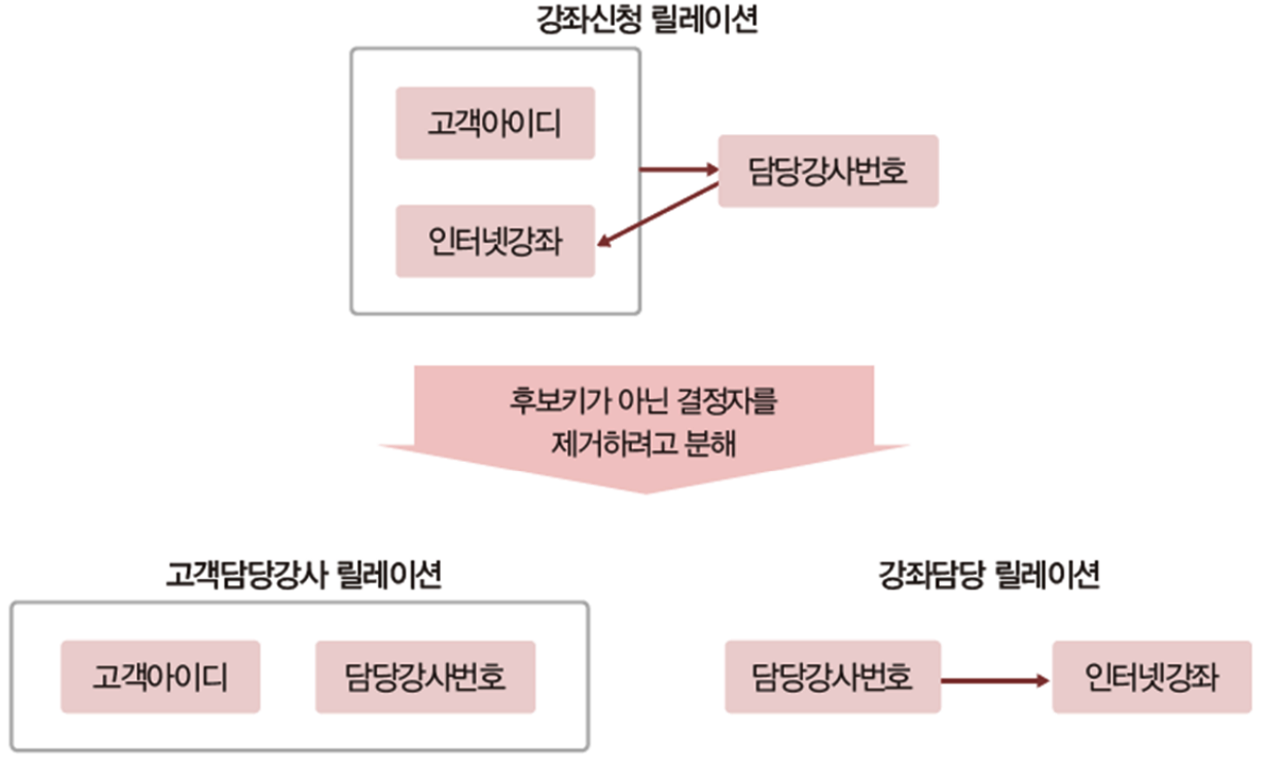 강좌신청 릴레이션
고객아이디
담당강사번호
인터넷강좌
후보키가 아닌 결정자를
제거하려고 분해
고객담당강사 릴레이션
강좌담당 릴레이션
고객아이디
담당강사번호
담당강사번호
인터넷강좌